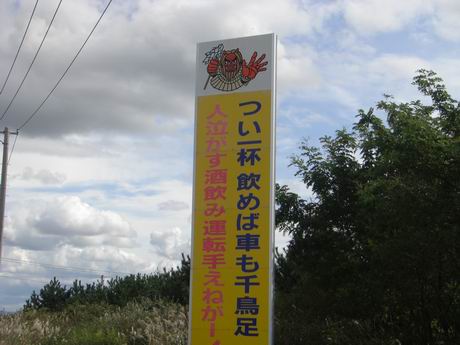 つい一杯 飲めば車も千鳥足
人泣がす酒飲み運転手えねがー